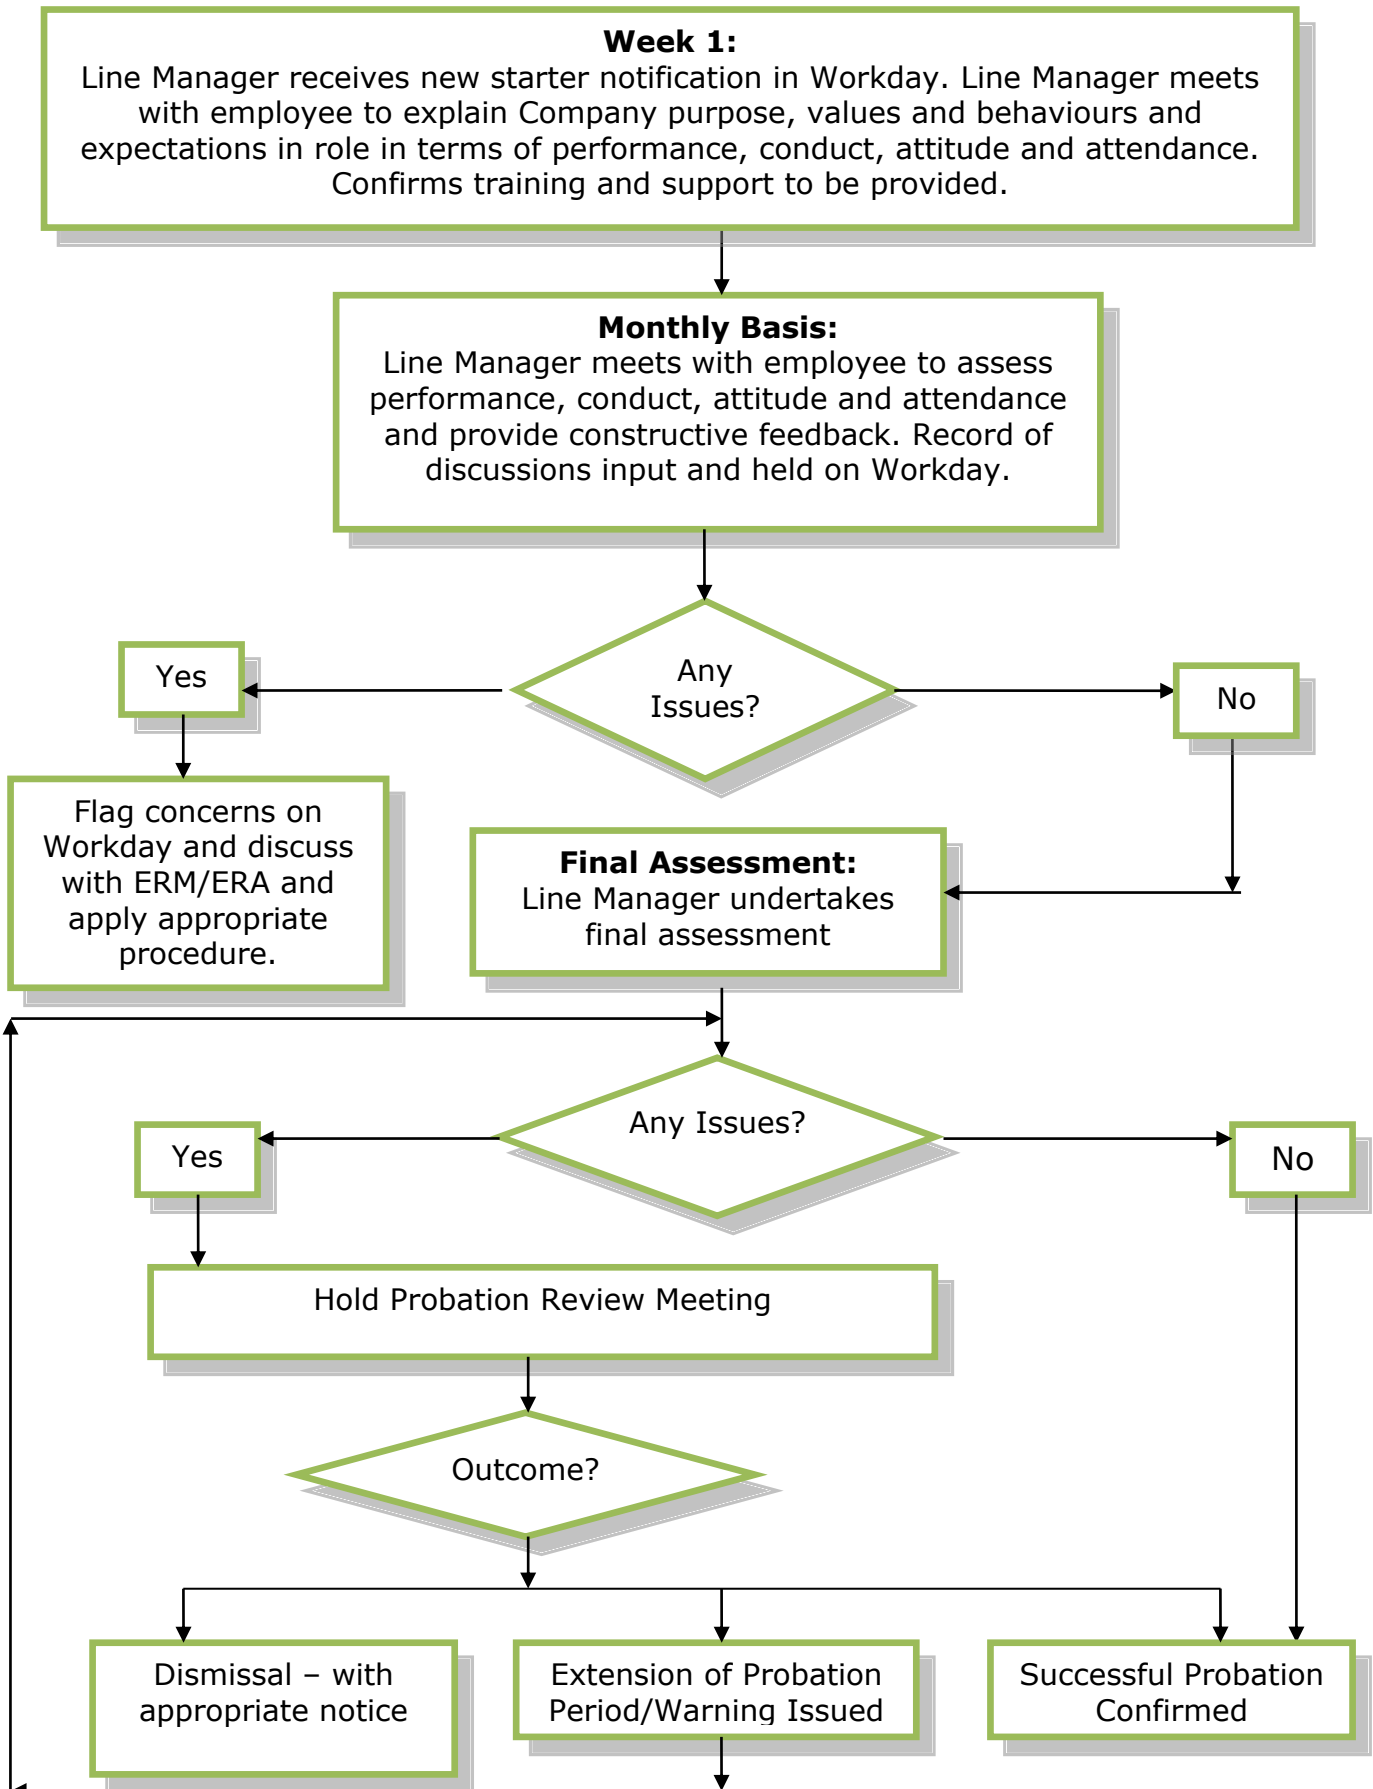 Week 1:
Line Manager receives new starter notification in Workday. Line Manager meets
with employee to explain Company purpose, values and behaviours and
expectations in role in terms of performance, conduct, attitude and attendance.
Confirms training and support to be provided.
Monthly Basis:
Line Manager meets with employee to assess
performance, conduct, attitude and attendance
and provide constructive feedback. Record of
discussions input and held on Workday.
Any
Issues?
Yes
No
Flag concerns on
Workday and discuss
with ERM/ERA and
apply appropriate
procedure.
Final Assessment:
Line Manager undertakes
final assessment
Any Issues?
Yes
No
Hold Probation Review Meeting
Outcome?
Dismissal – with
appropriate notice
Extension of Probation
Period/Warning Issued
Successful Probation
Confirmed